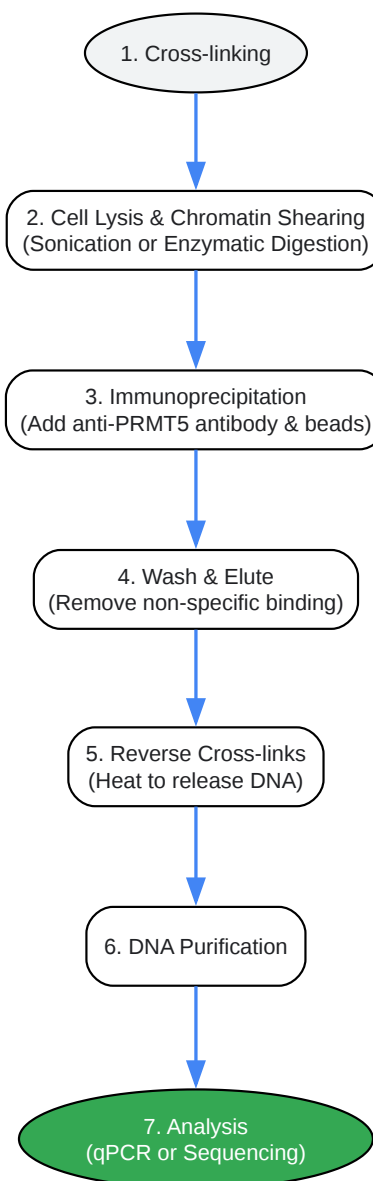 1. Cross-linking
2. Cell Lysis & Chromatin Shearing
(Sonication or Enzymatic Digestion)
3. Immunoprecipitation
(Add anti-PRMT5 antibody & beads)
4. Wash & Elute
(Remove non-specific binding)
5. Reverse Cross-links
(Heat to release DNA)
6. DNA Purification
7. Analysis
(qPCR or Sequencing)